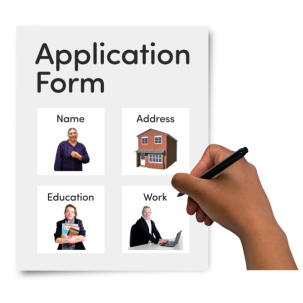 Application
Form
Name
Address
Education
Work